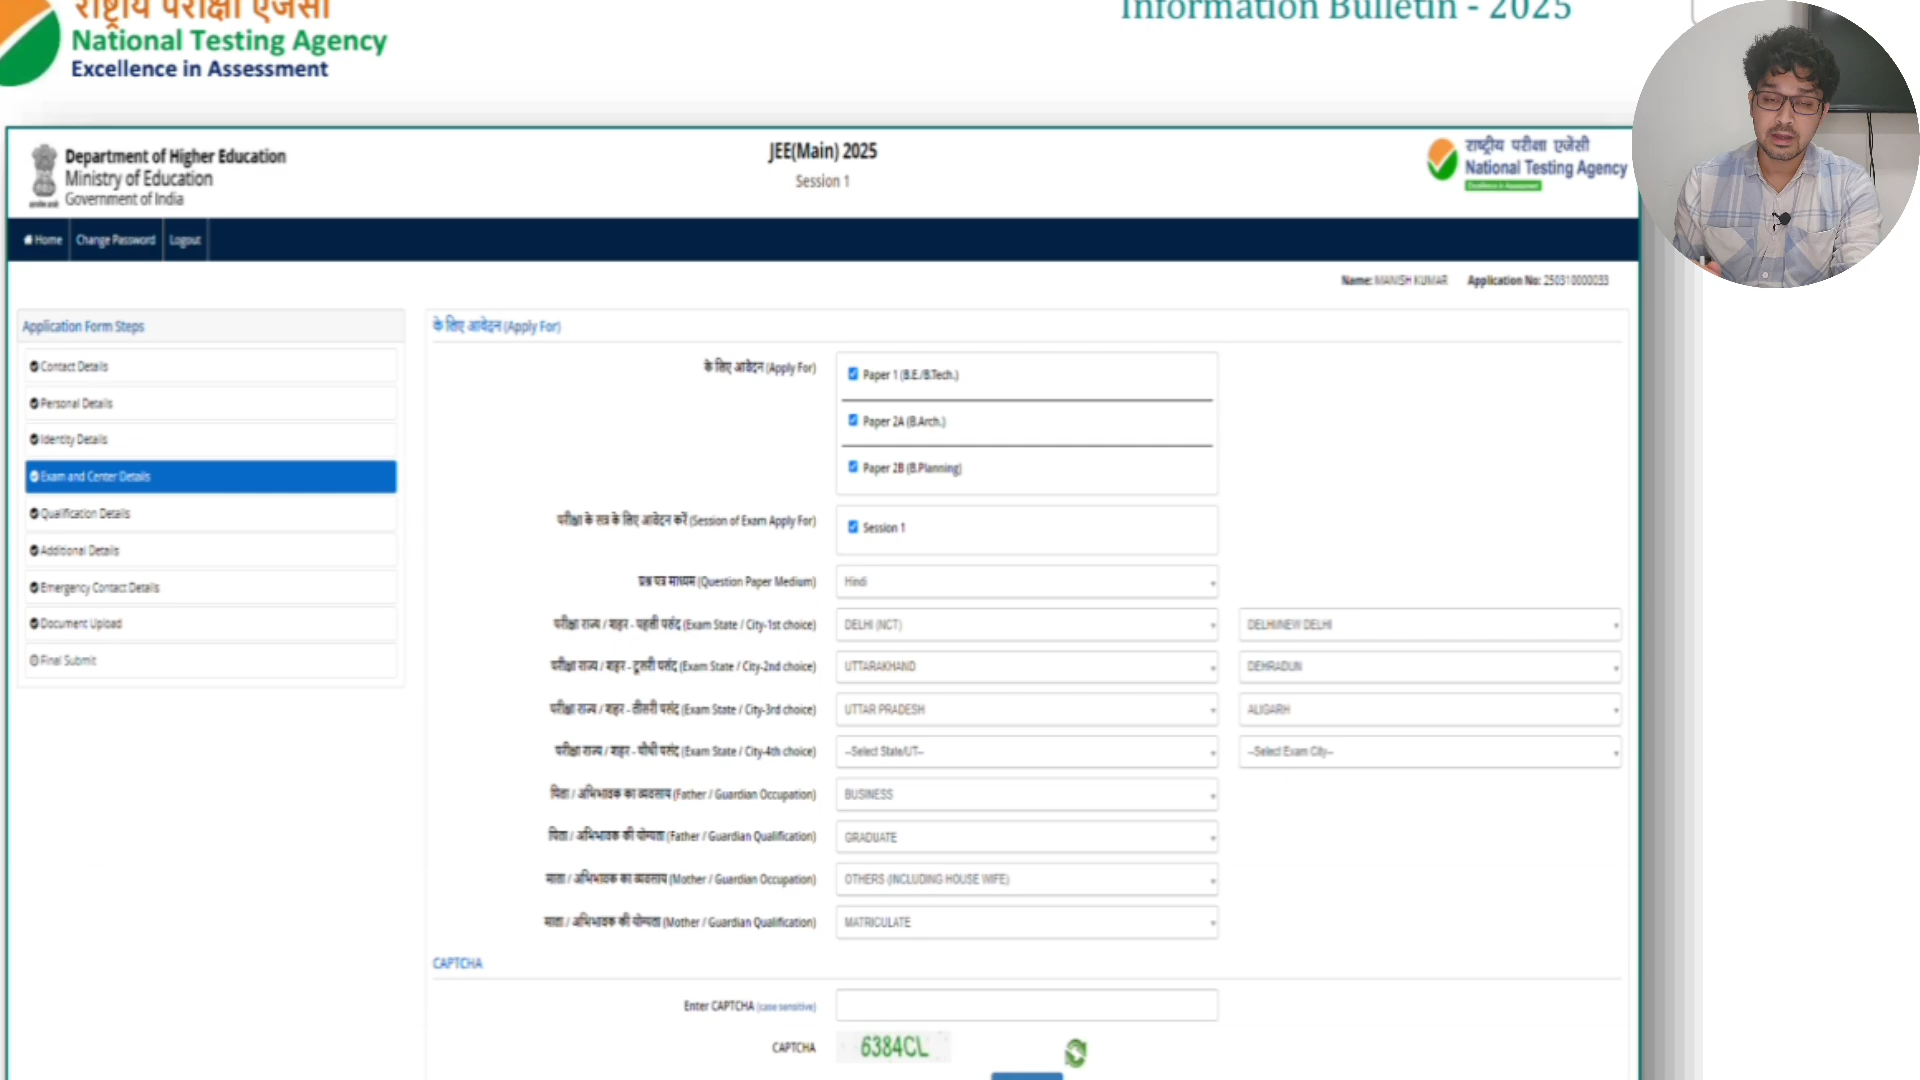 राष्ट्रीय परीक्षा एजेंसी
National Testing Agency
Excellence in Assessment
Information Bulletin - 2025
Department of Higher Education
Ministry of Education
Government of India
JEE(Main) 2025
Session 1
राष्ट्रीय परीक्षा एजेंसी
National Testing Agency
Excellence in Assessment
Home
Change Password
Logout
Name: MANISH KUMAR
Application No: 250310000033
Application Form Steps
Contact Details
Personal Details
Identity Details
Exam and Center Details
Qualification Details
Additional Details
Emergency Contact Details
Document Upload
Final Submit
के लिए आवेदन (Apply For)
के लिए आवेदन (Apply For)
Paper 1 (B.E./B.Tech.)
Paper 2A (B.Arch.)
Paper 2B (B.Planning)
परीक्षा के सत्र के लिए आवेदन करें (Session of Exam Apply For)
Session 1
प्रश्न पत्र माध्यम (Question Paper Medium)
Hindi
परीक्षा राज्य / शहर - पहली पसंद (Exam State / City-1st choice)
DELHI (NCT)
DELHI/NEW DELHI
परीक्षा राज्य / शहर - दूसरी पसंद (Exam State / City-2nd choice)
UTTARAKHAND
DEHRADUN
परीक्षा राज्य / शहर - तीसरी पसंद (Exam State / City-3rd choice)
UTTAR PRADESH
ALIGARH
परीक्षा राज्य / शहर - चौथी पसंद (Exam State / City-4th choice)
--Select State/UT--
--Select Exam City--
पिता / अभिभावक का व्यवसाय (Father / Guardian Occupation)
BUSINESS
पिता / अभिभावक की योग्यता (Father / Guardian Qualification)
GRADUATE
माता / अभिभावक का व्यवसाय (Mother / Guardian Occupation)
OTHERS (INCLUDING HOUSE WIFE)
माता / अभिभावक की योग्यता (Mother / Guardian Qualification)
MATRICULATE
CAPTCHA
Enter CAPTCHA (case sensitive)
CAPTCHA
6384CL